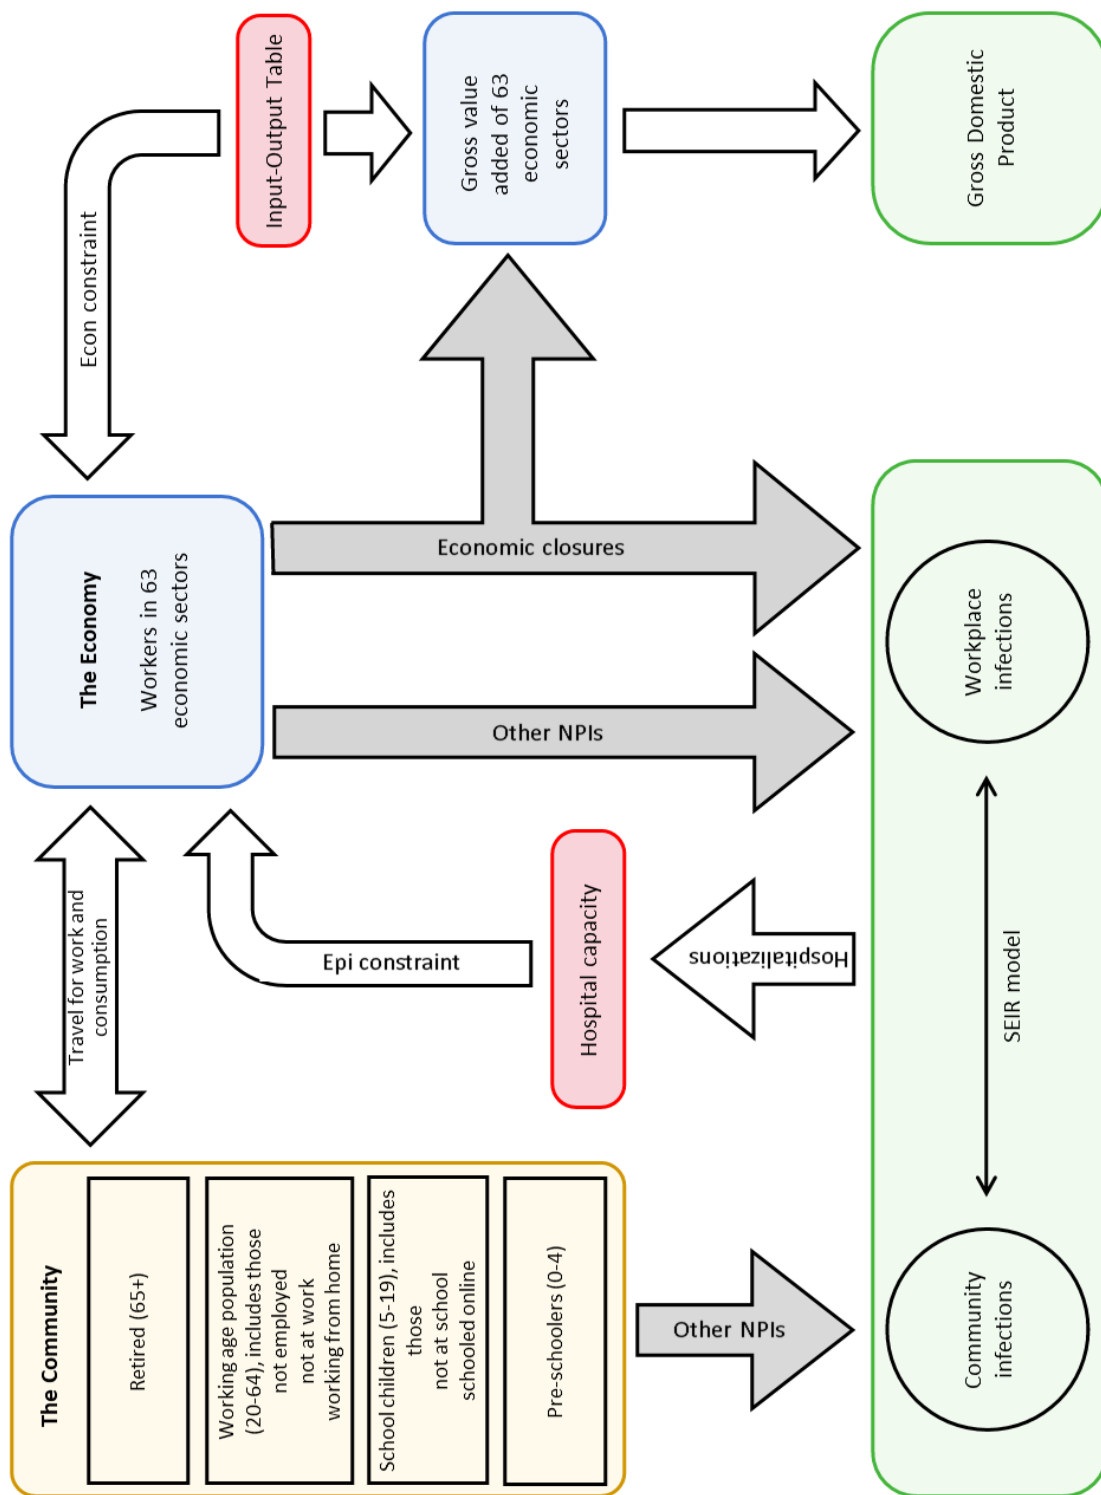 The Community
Retired (65+)
Working age population
(20-64), includes those
not employed
not at work
working from home
School children (5-19), includes
those
not at school
schooled online
Pre-schoolers (0-4)
Travel for work and
consumption
The Economy
Workers in 63
economic sectors
Econ constraint
Input-Output Table
Gross value
added of 63
economic
sectors
Gross Domestic
Product
Economic closures
Other NPIs
Epi constraint
Hospital capacity
Hospitalizations
Other NPIs
Community
infections
SEIR model
Workplace
infections